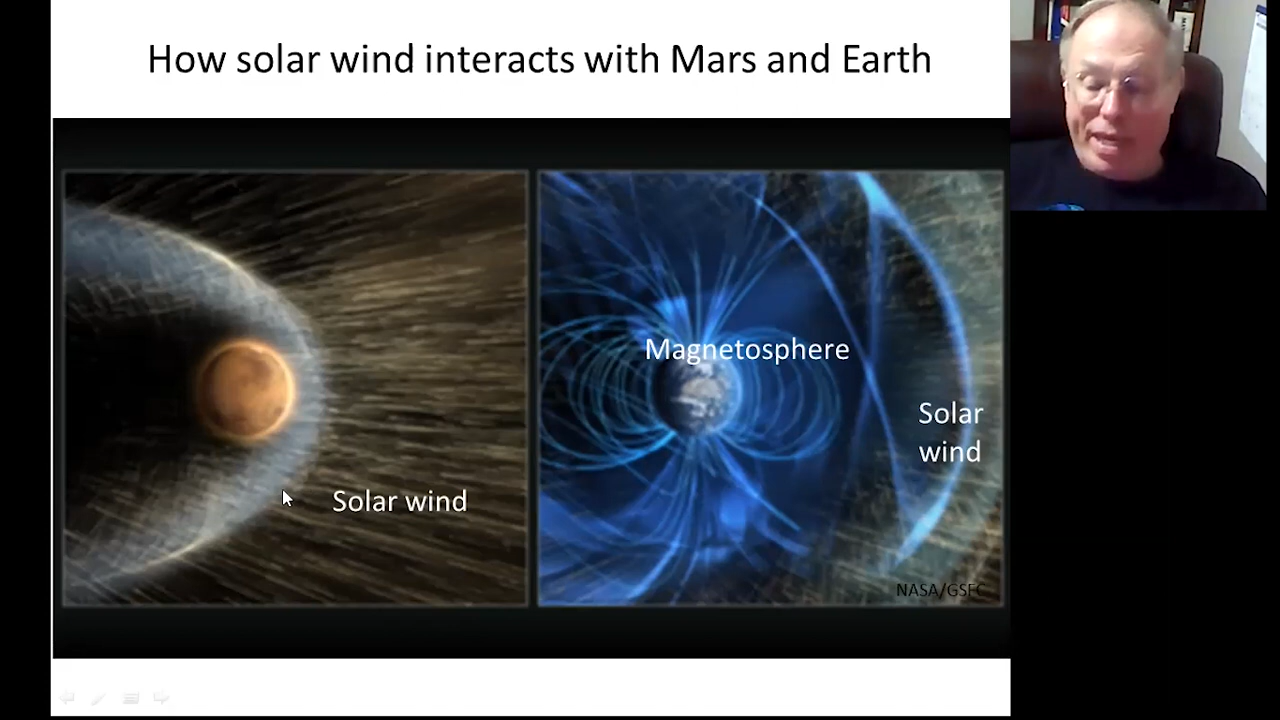 How solar wind interacts with Mars and Earth
Magnetosphere
Solar
wind
Solar wind
NASA/GSFC